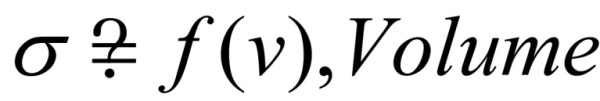 σ ≟ f(v),Volume